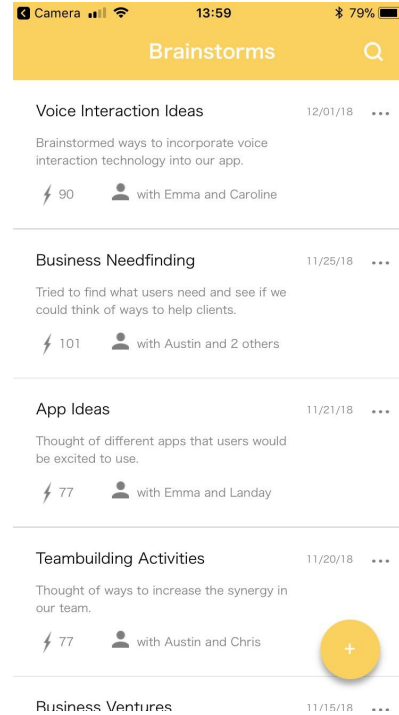 Camera 13:59 79%
Brainstorms
Voice Interaction Ideas 12/01/18 ...
Brainstormed ways to incorporate voice
interaction technology into our app.
90 with Emma and Caroline
Business Needfinding 11/25/18 ...
Tried to find what users need and see if we
could think of ways to help clients.
101 with Austin and 2 others
App Ideas 11/21/18 ...
Thought of different apps that users would
be excited to use.
77 with Emma and Landay
Teambuilding Activities 11/20/18 ...
Thought of ways to increase the synergy in
our team.
77 with Austin and Chris
+
Business Ventures 11/15/18 ...